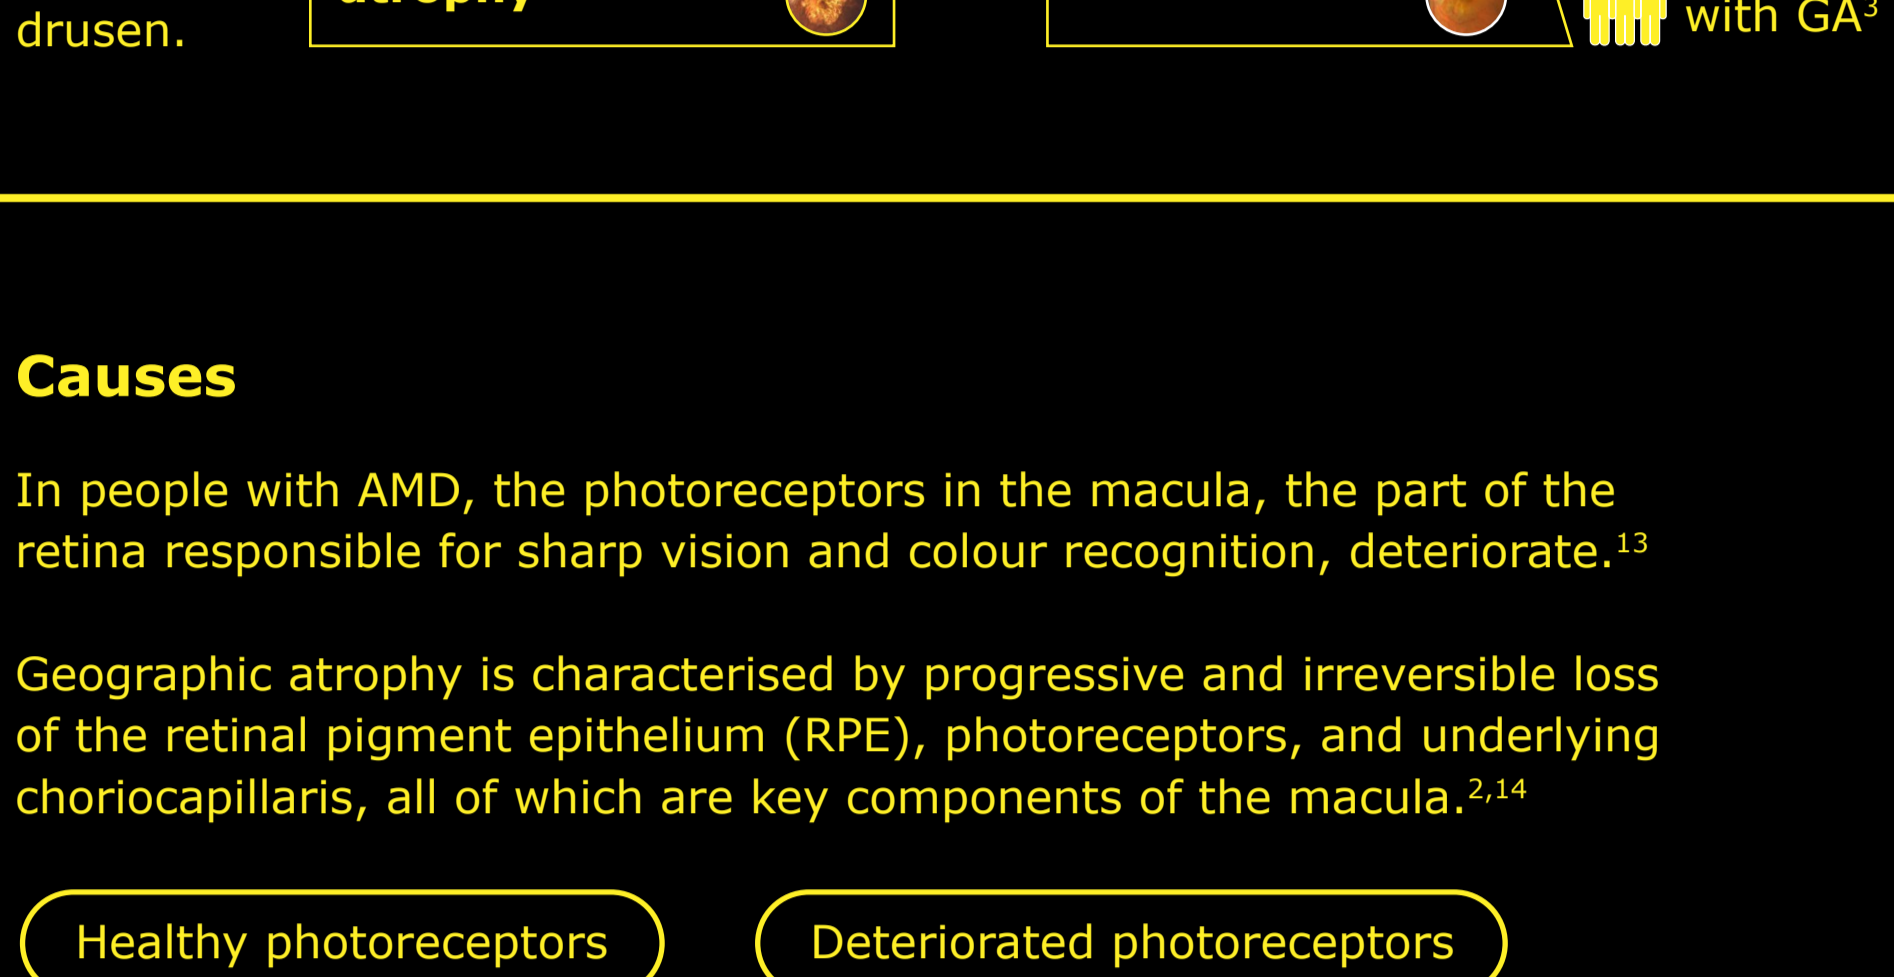 atrophy
drusen.
with GA³
Causes
In people with AMD, the photoreceptors in the macula, the part of the
retina responsible for sharp vision and colour recognition, deteriorate.¹³
Geographic atrophy is characterised by progressive and irreversible loss
of the retinal pigment epithelium (RPE), photoreceptors, and underlying
choriocapillaris, all of which are key components of the macula.²,¹⁴
Healthy photoreceptors
Deteriorated photoreceptors